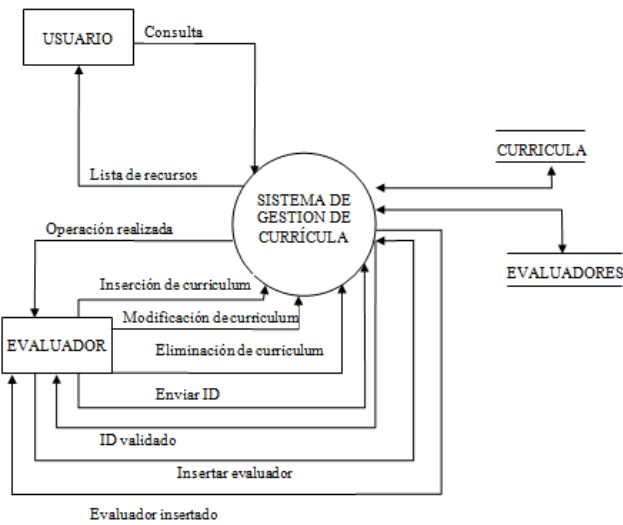 USUARIO
Consulta
CURRICULA
Lista de recursos
SISTEMA DE
GESTION DE
CURRÍCULA
Operación realizada
EVALUADORES
Inserción de curriculum
Modificación de curriculum
EVALUADOR
Eliminación de curriculum
Enviar ID
ID validado
Insertar evaluador
Evaluador insertado